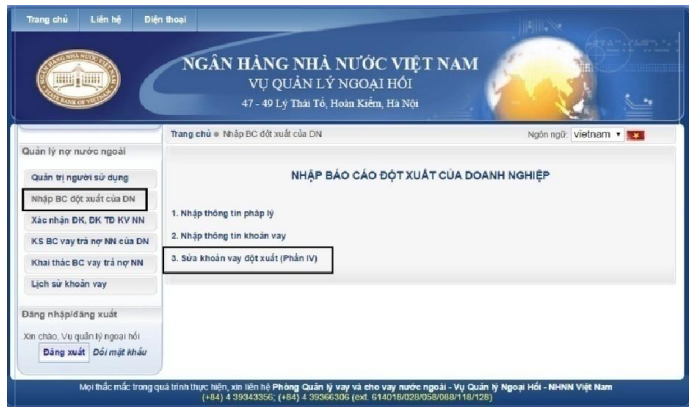 Trang chủ Liên hệ Điện thoại
NGÂN HÀNG NHÀ NƯỚC VIỆT NAM
VỤ QUẢN LÝ NGOẠI HỐI
47 - 49 Lý Thái Tổ, Hoàn Kiếm, Hà Nội
Trang chủ Nhập BC đột xuất của DN
Ngôn ngữ: vietnam
Quản lý nợ nước ngoài
Quản trị người sử dụng
Nhập BC đột xuất của DN
Xác nhận ĐK, ĐK TĐ KV NN
KS BC vay trả nợ NN của DN
Khai thác BC vay trả nợ NN
Lịch sử khoản vay
NHẬP BÁO CÁO ĐỘT XUẤT CỦA DOANH NGHIỆP
1. Nhập thông tin pháp lý
2. Nhập thông tin khoản vay
3. Sửa khoản vay đột xuất (Phần IV)
Đăng nhập/đăng xuất
Xin chào, Vụ quản lý ngoại hối
Đăng xuất Đổi mật khẩu
Mọi thắc mắc trong quá trình thực hiện, xin liên hệ Phòng Quản lý vay và cho vay nước ngoài - Vụ Quản lý Ngoại Hối - NHNN Việt Nam
(+84) 4 39343356; (+84) 4 39366306 (ext. 614018/028/058/088/118/128)